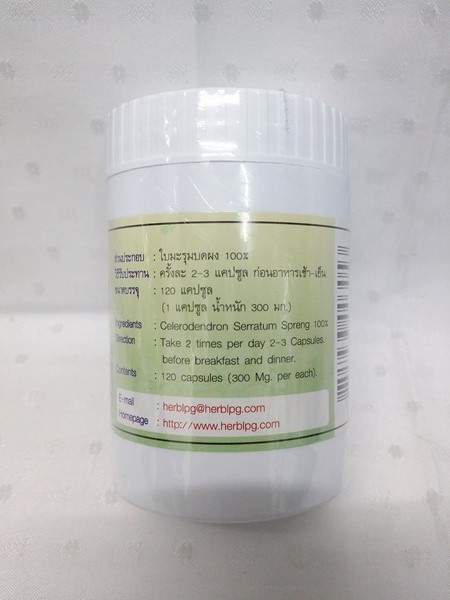 ส่วนประกอบ : ใบมะรุมบดผง 100%
วิธีรับประทาน : ครั้งละ 2-3 แคปซูล ก่อนอาหารเช้า-เย็น
ขนาดบรรจุ : 120 แคปซูล
(1 แคปซูล น้ำหนัก 300 มก.)
Ingredients : Celerodendron Serratum Spreng 100%
Direction : Take 2 times per day 2-3 Capsules.
before breakfast and dinner.
Contents : 120 capsules (300 Mg. per each).
E-mail : herblpg@herblpg.com
Homepage : http://www.herblpg.com